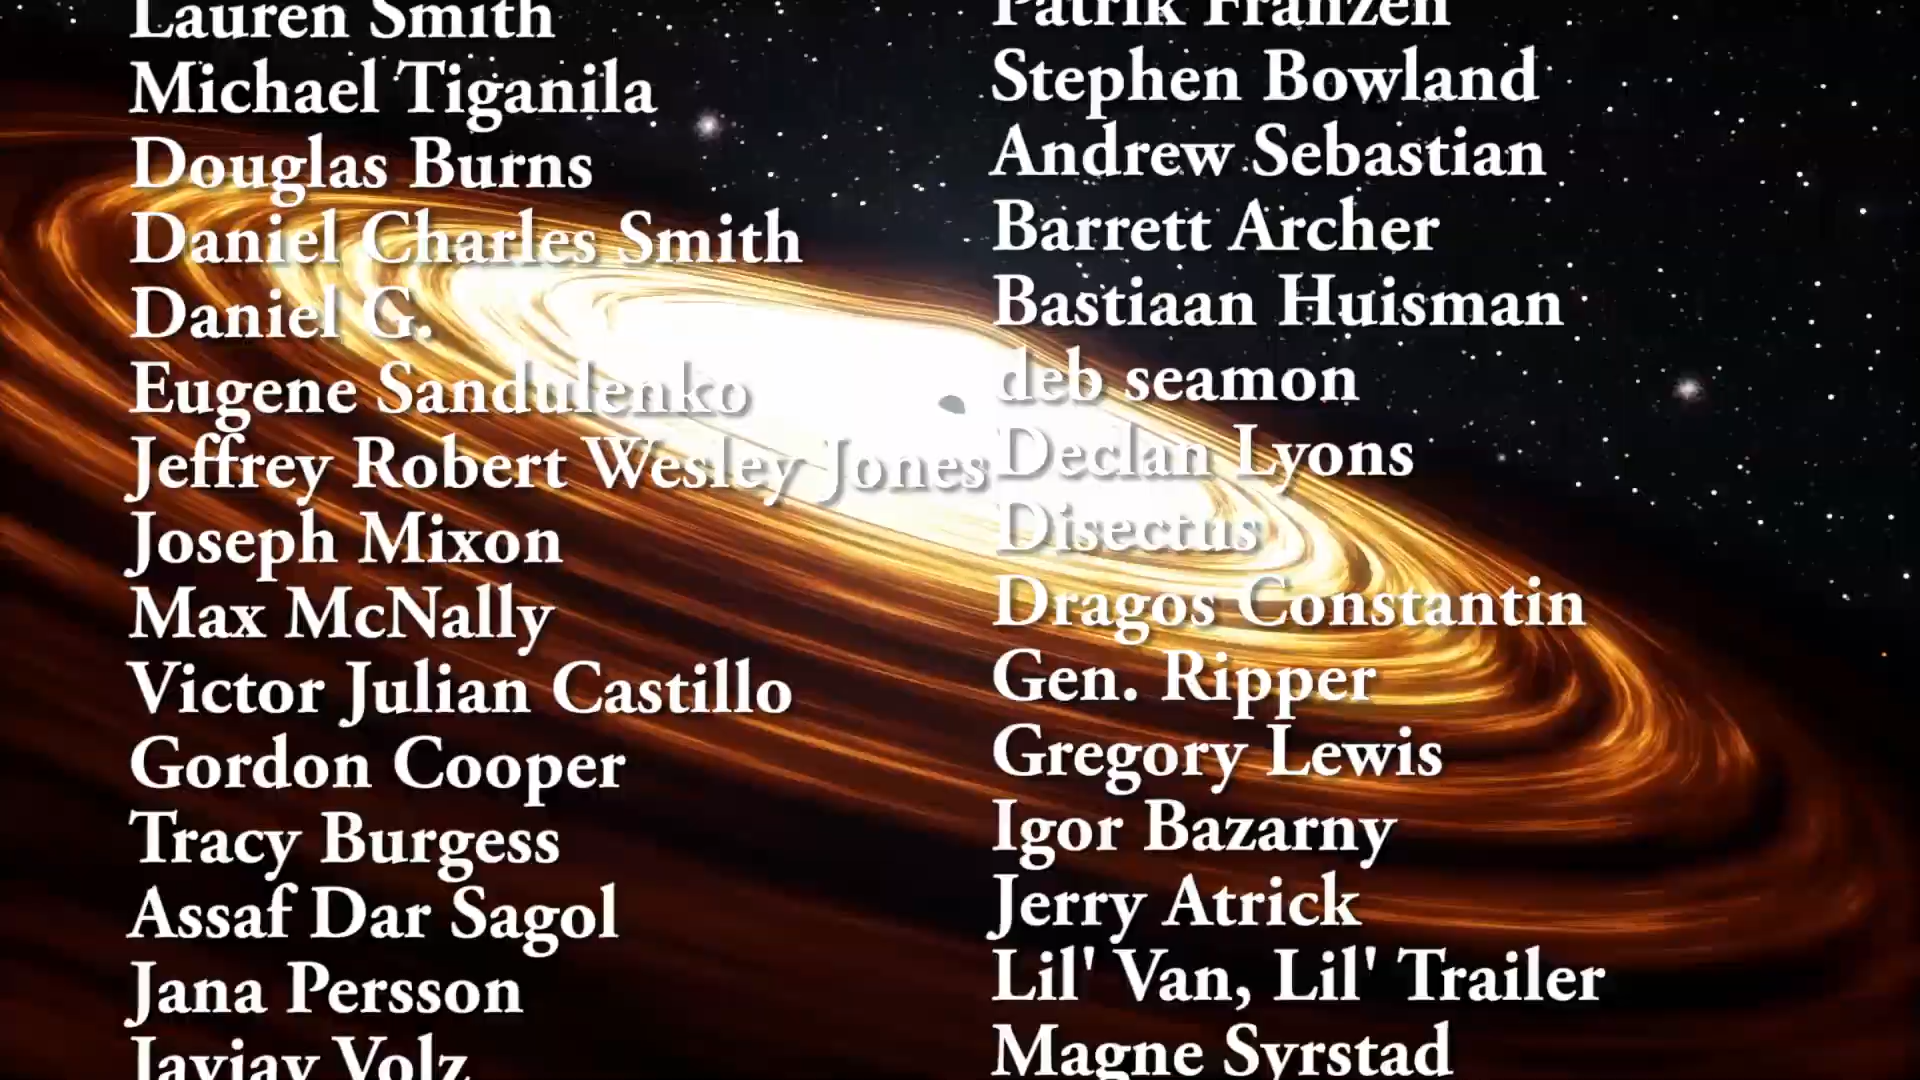 Lauren Smith
Michael Tiganila
Douglas Burns
Daniel Charles Smith
Daniel G.
Eugene Sandulenko
Jeffrey Robert Wesley Jones
Joseph Mixon
Max McNally
Victor Julian Castillo
Gordon Cooper
Tracy Burgess
Assaf Dar Sagol
Jana Persson
Jayjay Volz
Patrik Franzen
Stephen Bowland
Andrew Sebastian
Barrett Archer
Bastiaan Huisman
deb seamon
Declan Lyons
Disectus
Dragos Constantin
Gen. Ripper
Gregory Lewis
Igor Bazarny
Jerry Atrick
Lil' Van, Lil' Trailer
Magne Syrstad